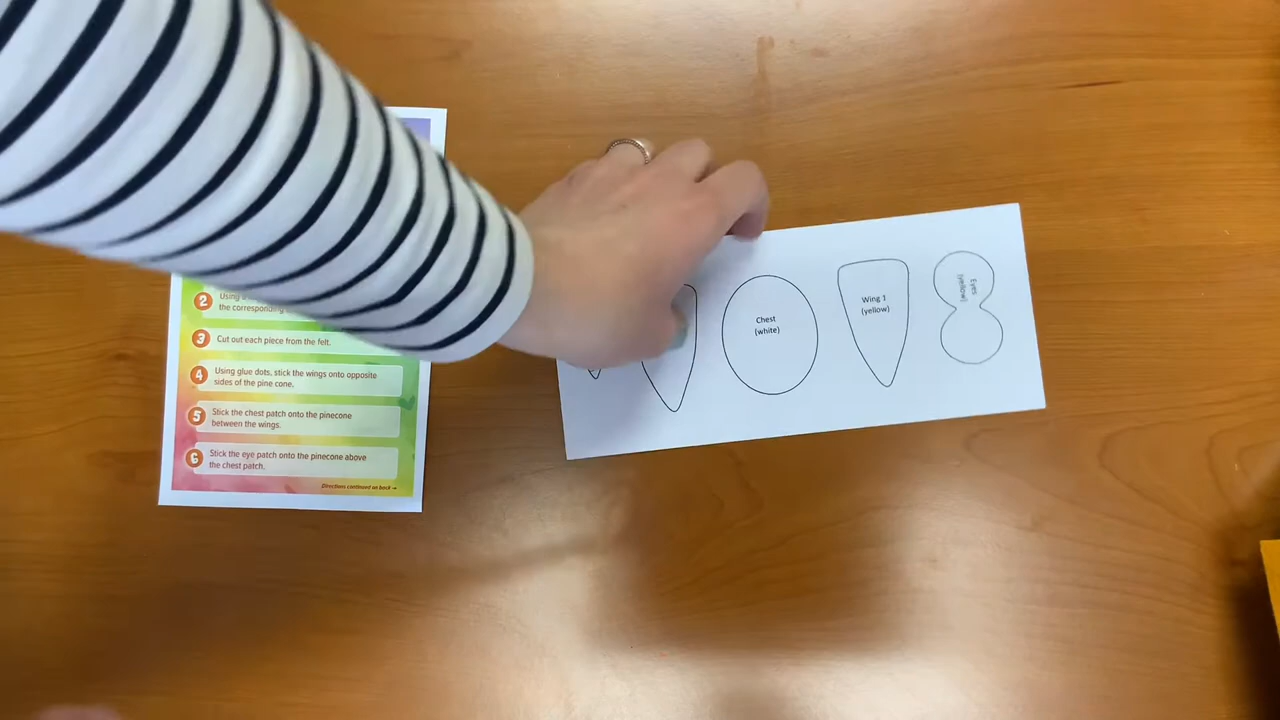 2
Using a
the corresponding
3
Cut out each piece from the felt.
4
Using glue dots, stick the wings onto opposite
sides of the pine cone.
5
Stick the chest patch onto the pinecone
between the wings.
6
Stick the eye patch onto the pinecone above
the chest patch.
Directions continued on back →
Chest
(white)
Wing 1
(yellow)
Eyes
(yellow)